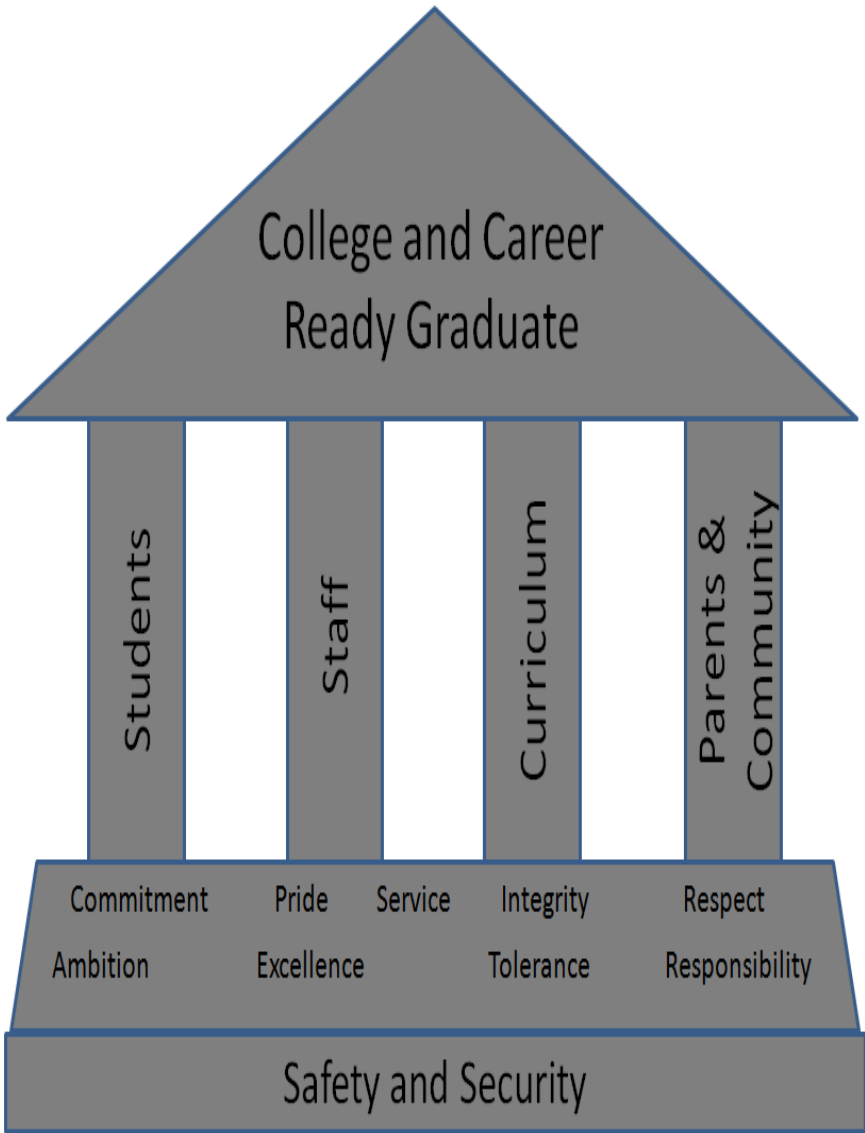 College and Career
Ready Graduate
Students
Staff
Curriculum
Parents &
Community
Commitment Pride Service Integrity Respect
Ambition Excellence Tolerance Responsibility
Safety and Security